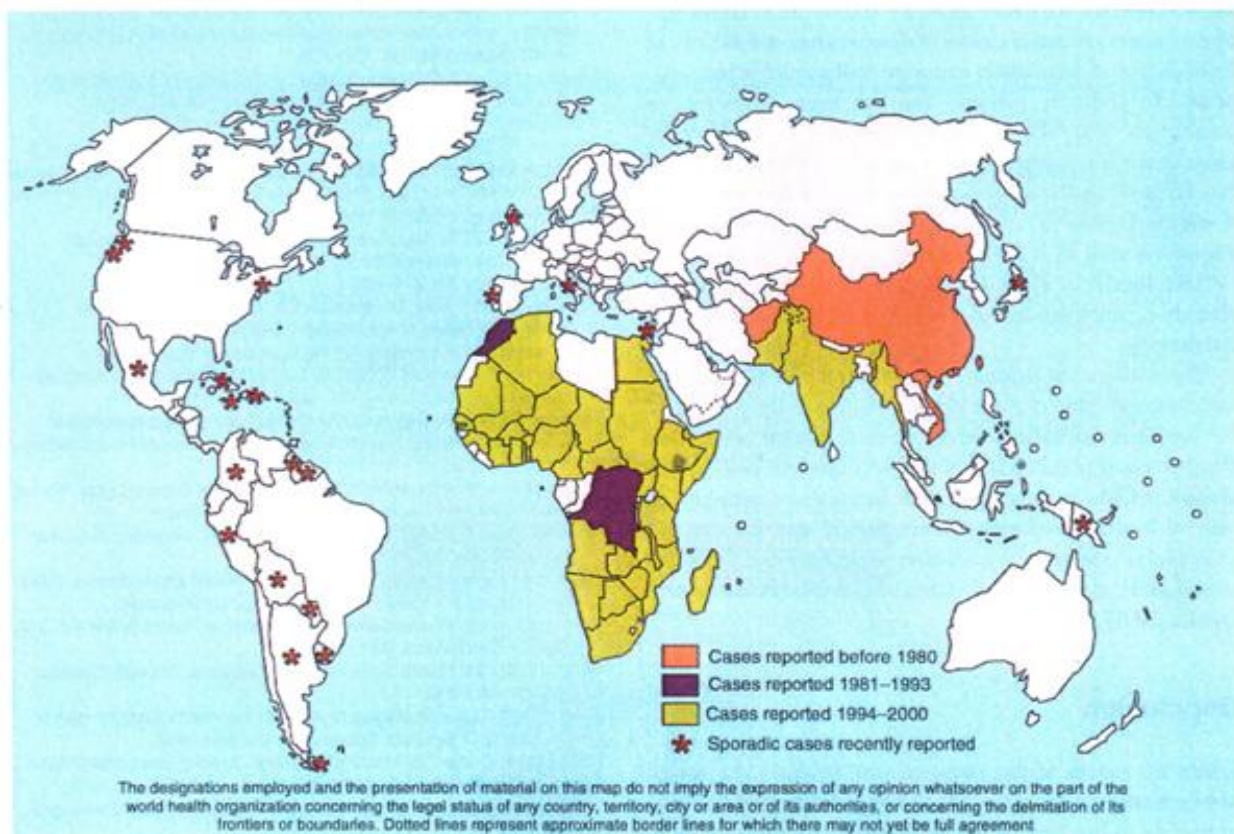 Cases reported before 1980
Cases reported 1981–1993
Cases reported 1994–2000
Sporadic cases recently reported
The designations employed and the presentation of material on this map do not imply the expression of any opinion whatsoever on the part of the
world health organization concerning the legel status of any country, territory, city or area or of its authorities, or concerning the delmitation of its
frontiers or boundaries. Dotted lines represent approximate border lines for which there may not yet be full agreement